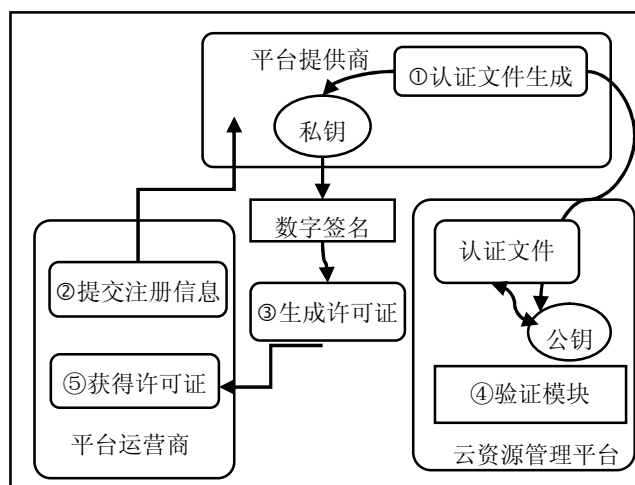 平台提供商
①认证文件生成
私钥
数字签名
认证文件
②提交注册信息
③生成许可证
公钥
⑤获得许可证
④验证模块
平台运营商
云资源管理平台